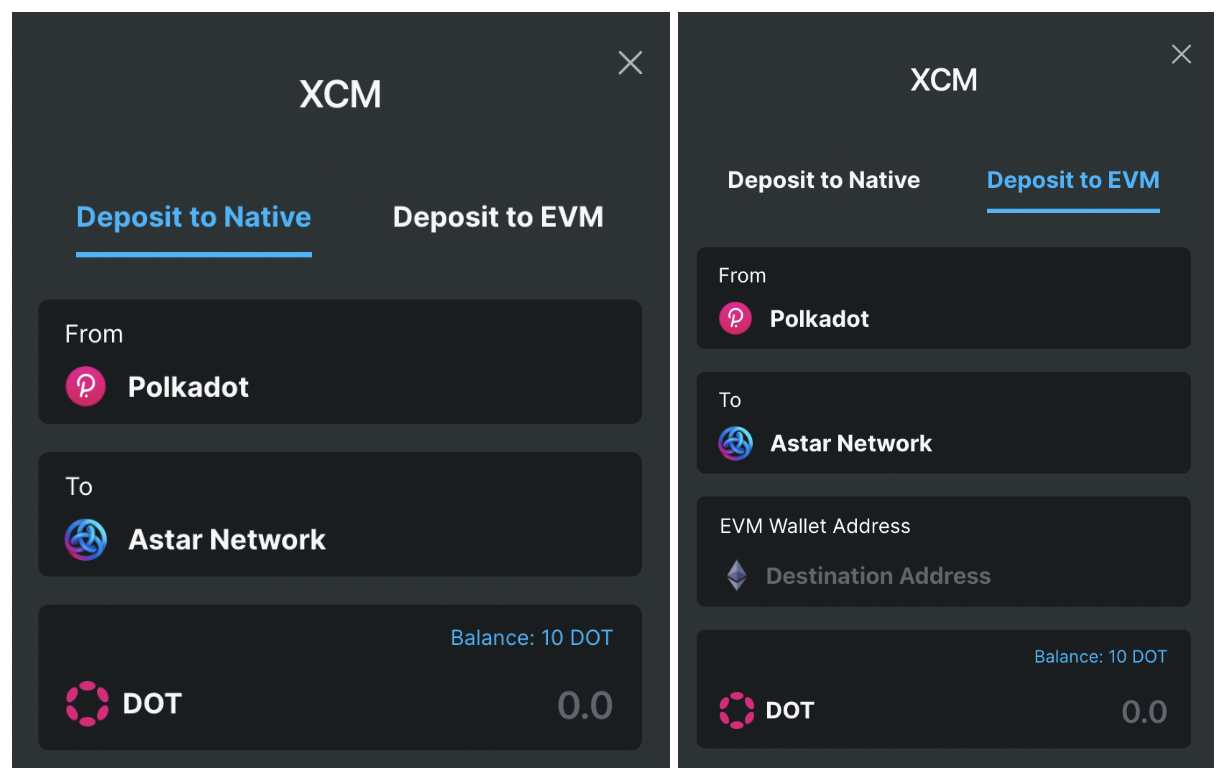 XCM
Deposit to Native Deposit to EVM
From
Polkadot
To
Astar Network
Balance: 10 DOT
DOT 0.0
XCM
Deposit to Native Deposit to EVM
From
Polkadot
To
Astar Network
EVM Wallet Address
Destination Address
Balance: 10 DOT
DOT 0.0